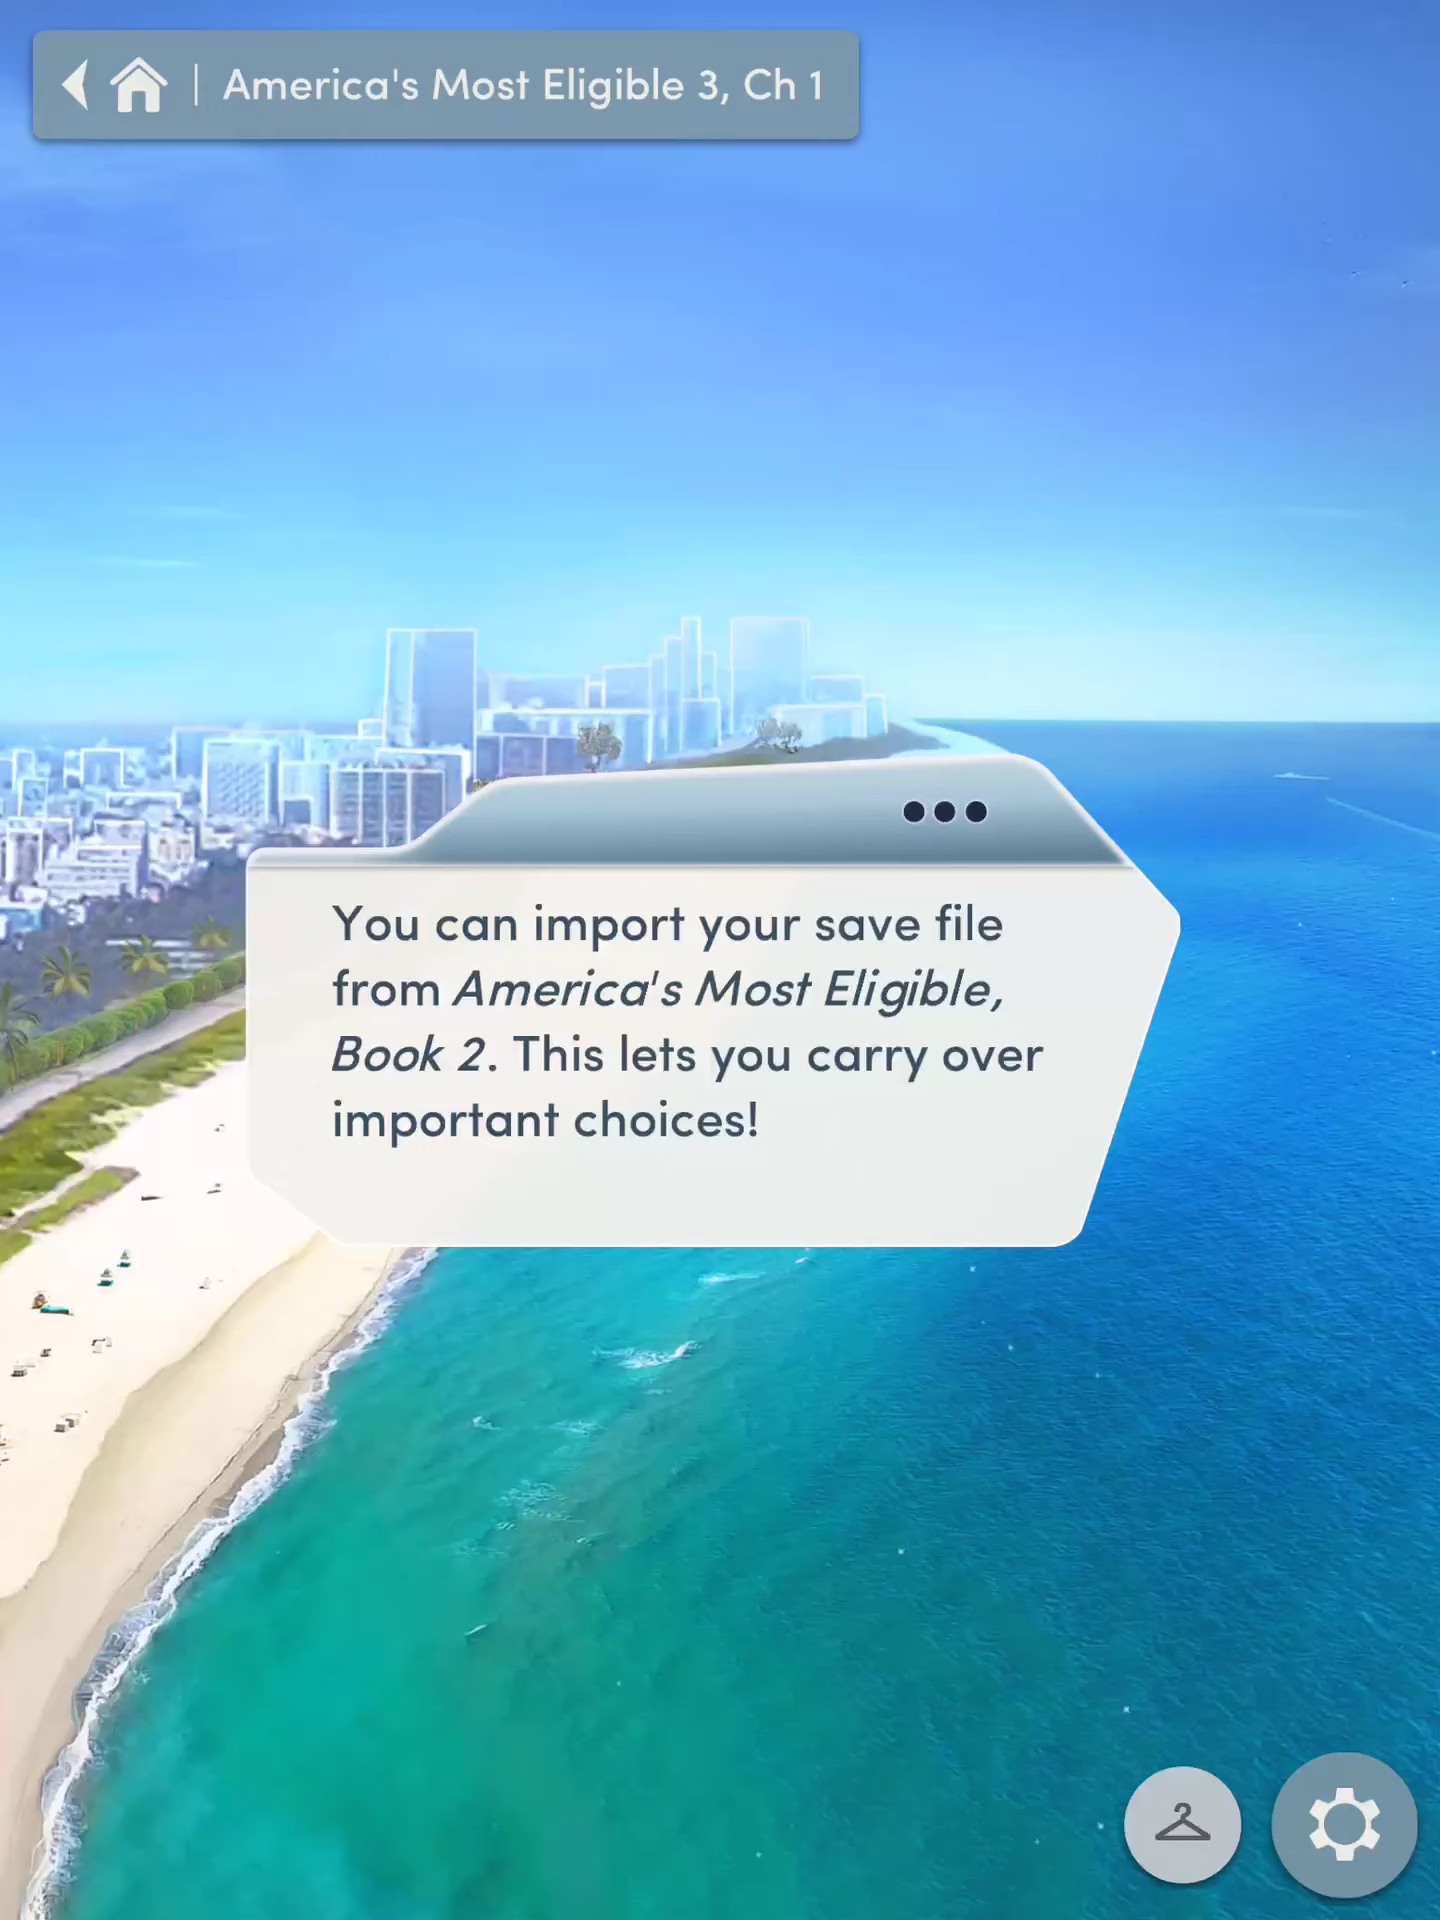 America's Most Eligible 3, Ch 1
You can import your save file
from America's Most Eligible,
Book 2. This lets you carry over
important choices!